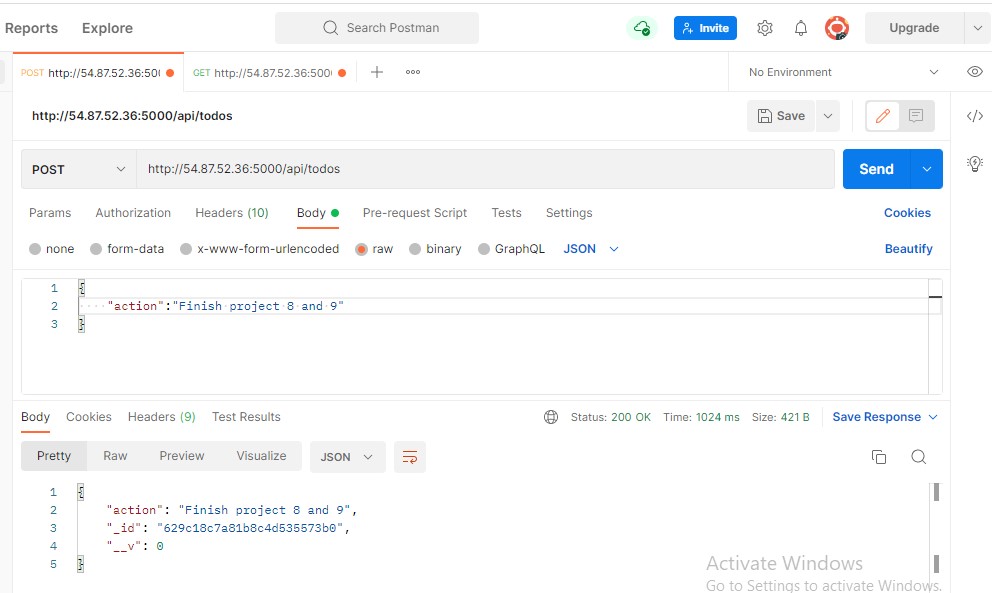 Reports Explore Search Postman Invite Upgrade
POST http://54.87.52.36:500 GET http://54.87.52.36:500 No Environment
http://54.87.52.36:5000/api/todos Save
POST http://54.87.52.36:5000/api/todos Send
Params Authorization Headers (10) Body Pre-request Script Tests Settings Cookies
none form-data x-www-form-urlencoded raw binary GraphQL JSON Beautify
1 {
2 "action":"Finish project 8 and 9"
3 }
Body Cookies Headers (9) Test Results Status: 200 OK Time: 1024 ms Size: 421 B Save Response
Pretty Raw Preview Visualize JSON
1 {
2 "action": "Finish project 8 and 9",
3 "_id": "629c18c7a81b8c4d535573b0",
4 "__v": 0
5 }
Activate Windows
Go to Settings to activate Windows.